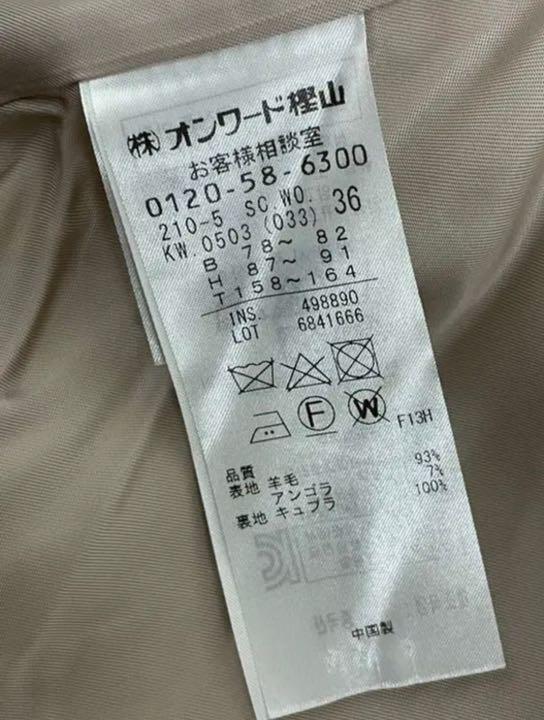 (株)オンワード樫山
お客様相談室
0120-58-6300
210-5 SC.WO. 36
KW.0503 (033)
B 78~ 82
H 87~ 91
T158~164
INS. 498890
LOT 6841666
F W F13H
品質
表地 羊毛 93%
アンゴラ 7%
裏地 キュプラ 100%
中国製